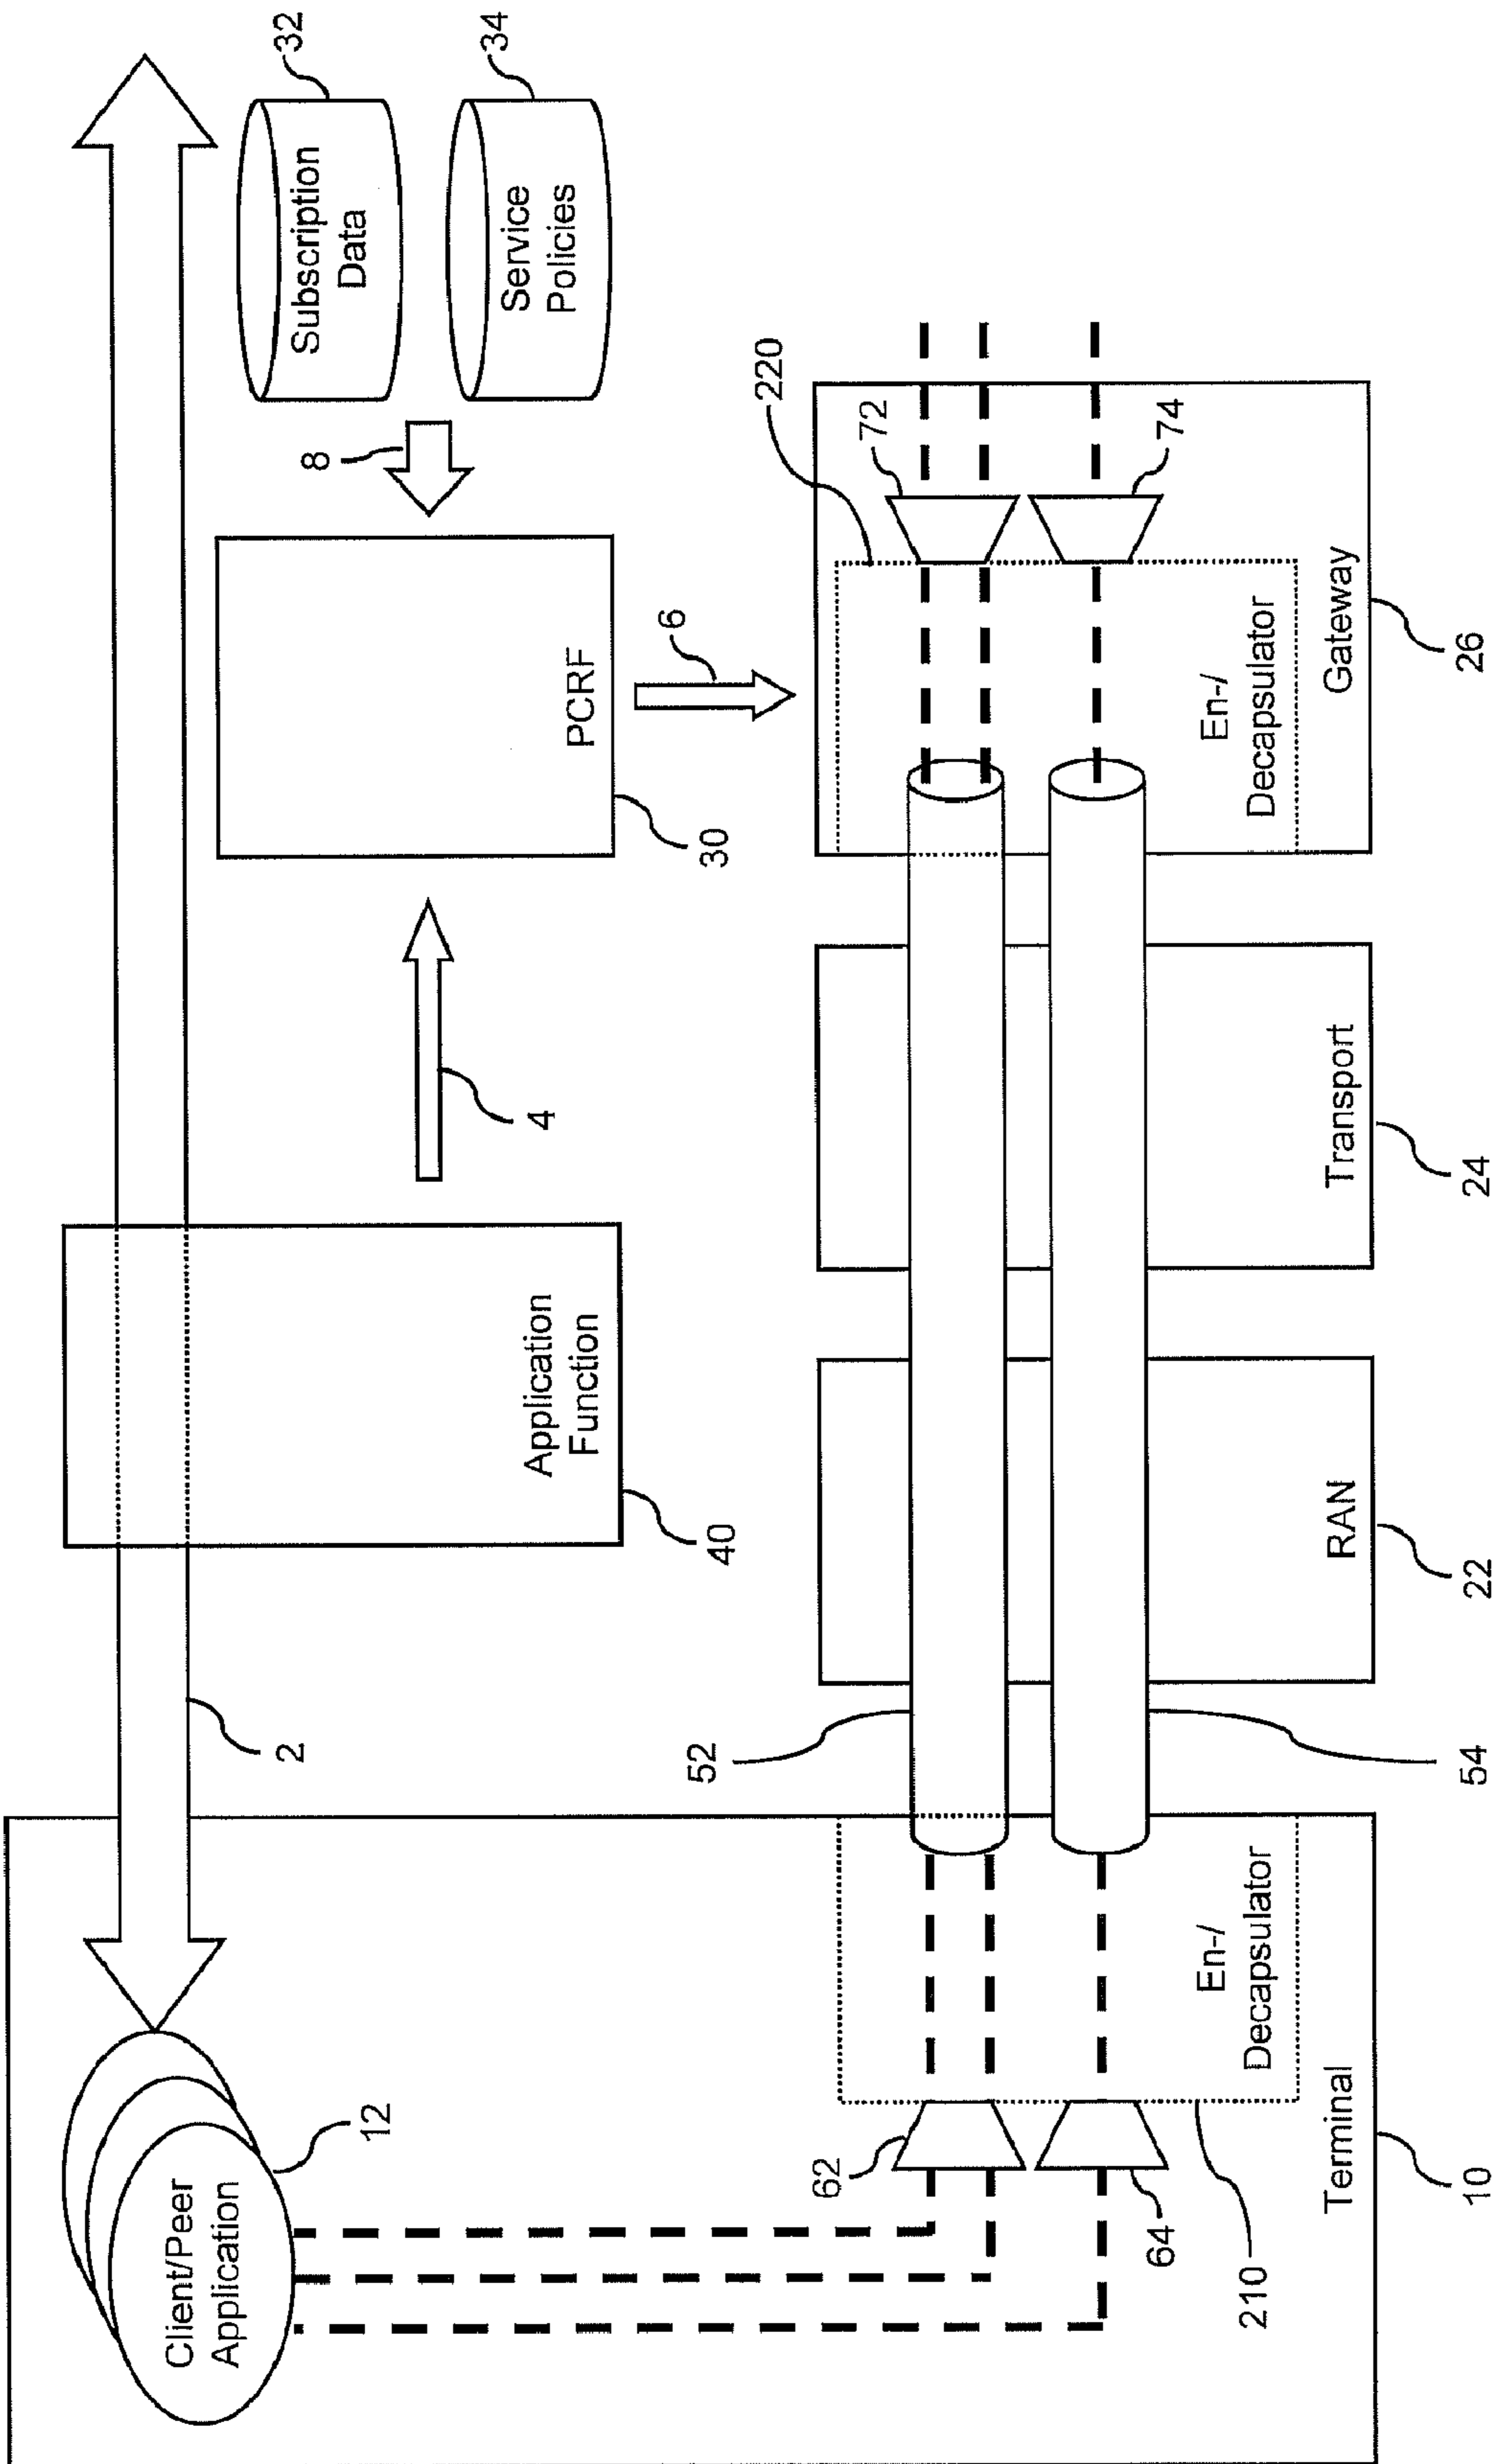 32
34
Subscription
Data
Service
Policies
8
PCRF
30
6
4
Application
Function
40
2
Client/Peer
Application
12
220
72
74
En-/
Decapsulator
Gateway
26
Transport
24
RAN
22
52
54
En-/
Decapsulator
62
64
210
Terminal
10